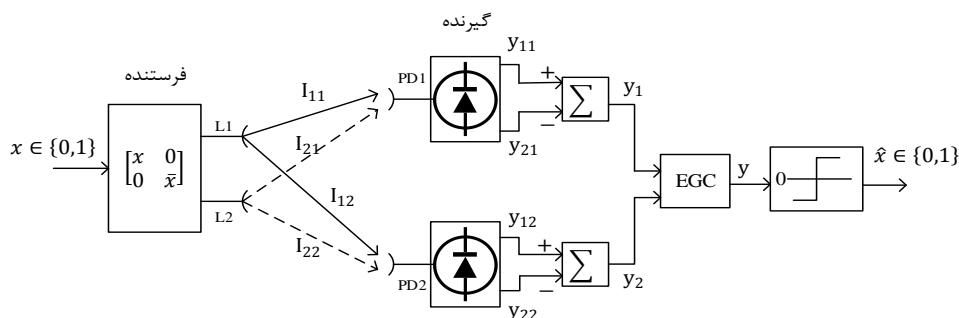 گیرنده
فرستنده
x ∈ {0,1}
[x 0
0 x̄]
L1
L2
I₁₁
I₂₁
I₁₂
I₂₂
PD1
PD2
y₁₁
y₂₁
y₁₂
y₂₂
+
−
∑
+
−
∑
y₁
y₂
EGC
y
0
x̂ ∈ {0,1}